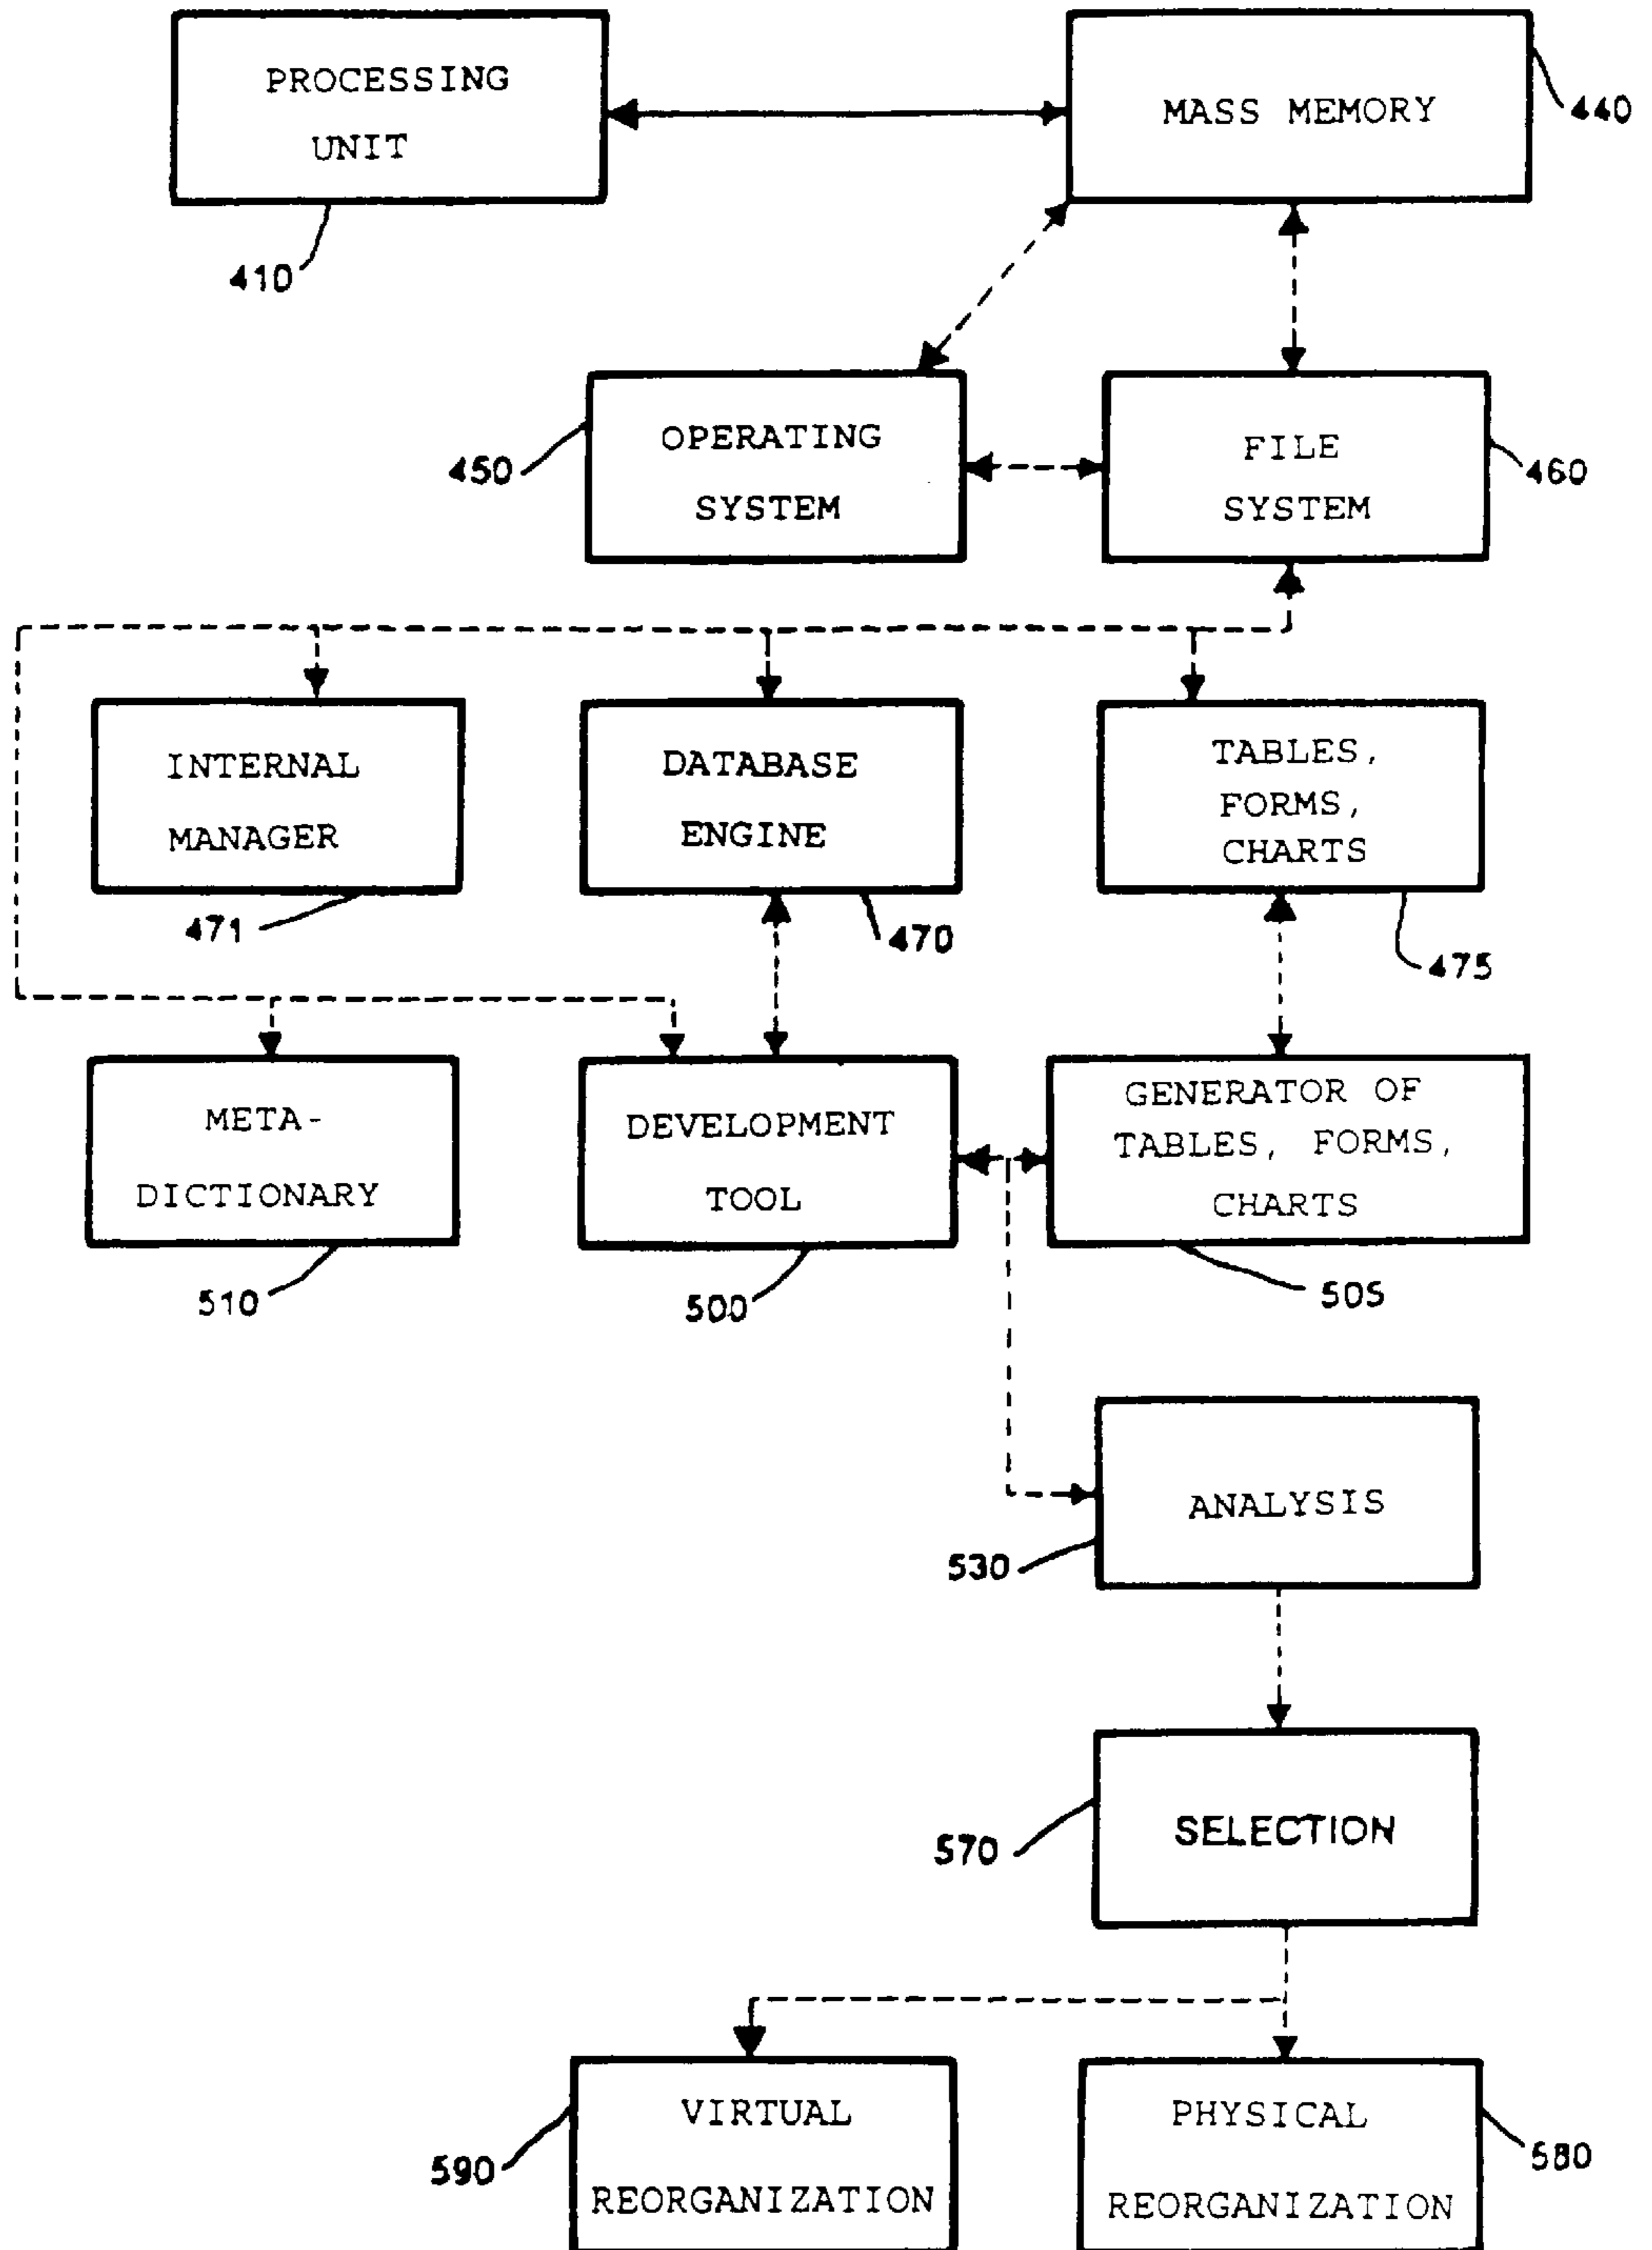 PROCESSING
UNIT
410
MASS MEMORY
440
OPERATING
SYSTEM
450
FILE
SYSTEM
460
INTERNAL
MANAGER
471
DATABASE
ENGINE
470
TABLES,
FORMS,
CHARTS
475
META-
DICTIONARY
510
DEVELOPMENT
TOOL
500
GENERATOR OF
TABLES, FORMS,
CHARTS
505
ANALYSIS
530
SELECTION
570
VIRTUAL
REORGANIZATION
590
PHYSICAL
REORGANIZATION
580